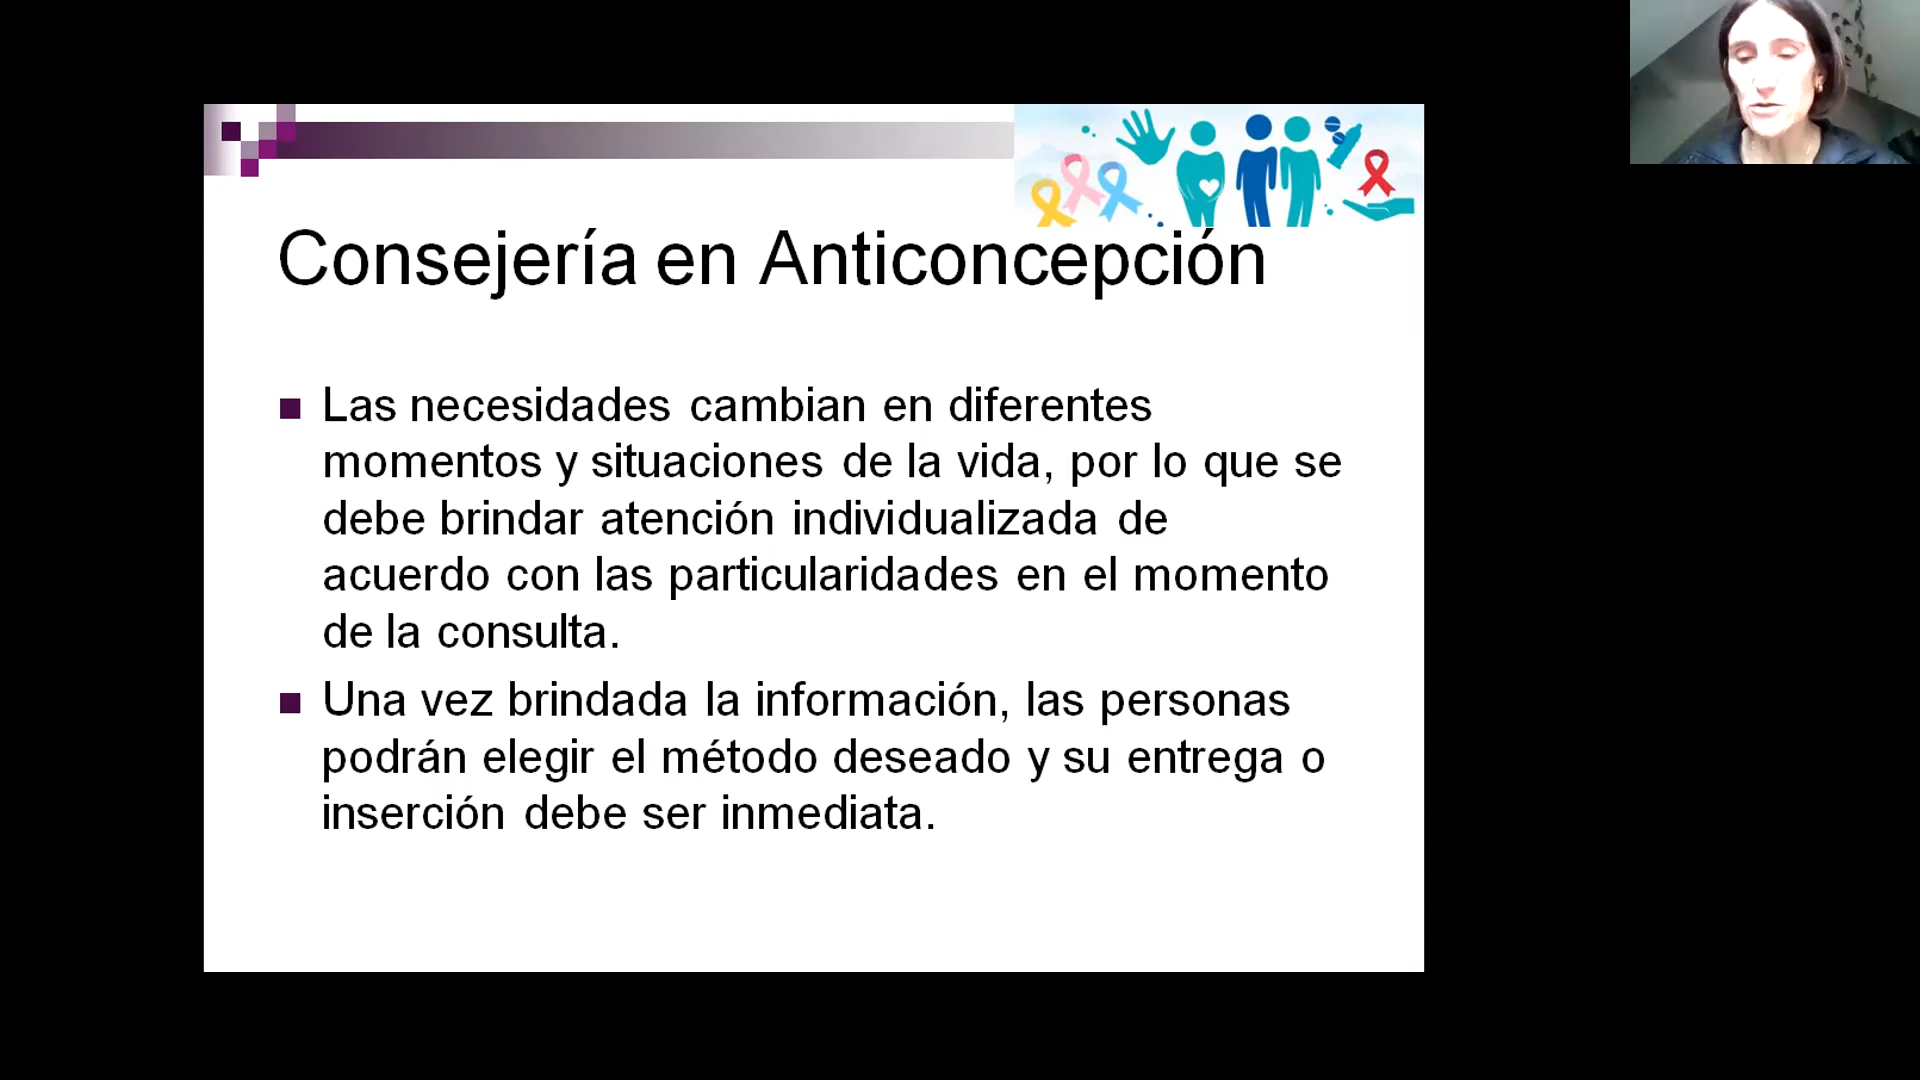 Consejería en Anticoncepción
Las necesidades cambian en diferentes
momentos y situaciones de la vida, por lo que se
debe brindar atención individualizada de
acuerdo con las particularidades en el momento
de la consulta.
Una vez brindada la información, las personas
podrán elegir el método deseado y su entrega o
inserción debe ser inmediata.